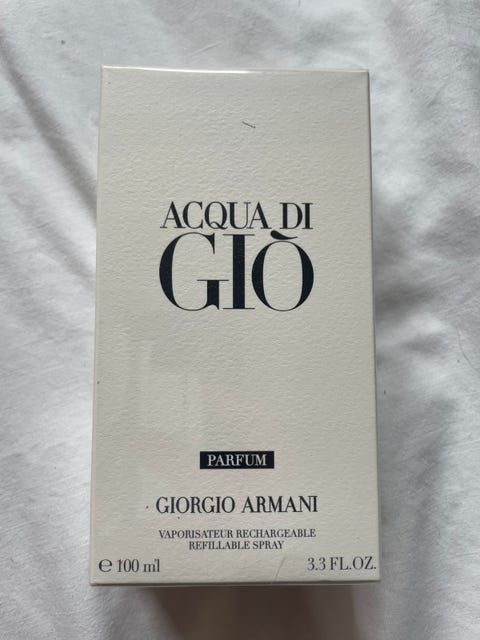 ACQUA DI
GIÒ
PARFUM
GIORGIO ARMANI
VAPORISATEUR RECHARGEABLE
REFILLABLE SPRAY
℮ 100 ml 3.3 FL.OZ.